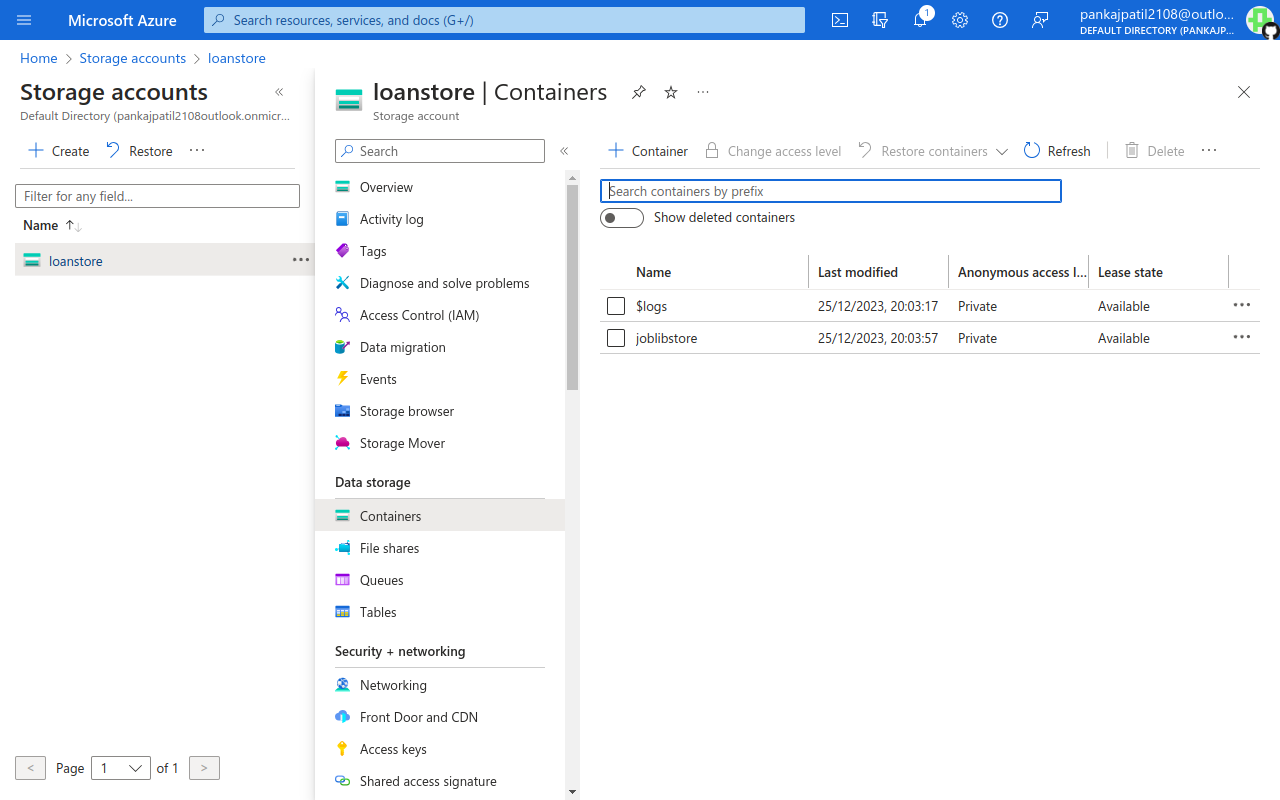 Microsoft Azure
Search resources, services, and docs (G+/)
1
pankajpatil2108@outlo...
DEFAULT DIRECTORY (PANKAJP...
Home > Storage accounts > loanstore
Storage accounts
Default Directory (pankajpatil2108outlook.onmicr...
Create
Restore
Filter for any field...
Name
loanstore
< Page 1 of 1 >
loanstore | Containers
Storage account
Search
Overview
Activity log
Tags
Diagnose and solve problems
Access Control (IAM)
Data migration
Events
Storage browser
Storage Mover
Data storage
Containers
File shares
Queues
Tables
Security + networking
Networking
Front Door and CDN
Access keys
Shared access signature
Container Change access level Restore containers Refresh Delete
Search containers by prefix
Show deleted containers
Name Last modified Anonymous access l... Lease state
$logs 25/12/2023, 20:03:17 Private Available
joblibstore 25/12/2023, 20:03:57 Private Available